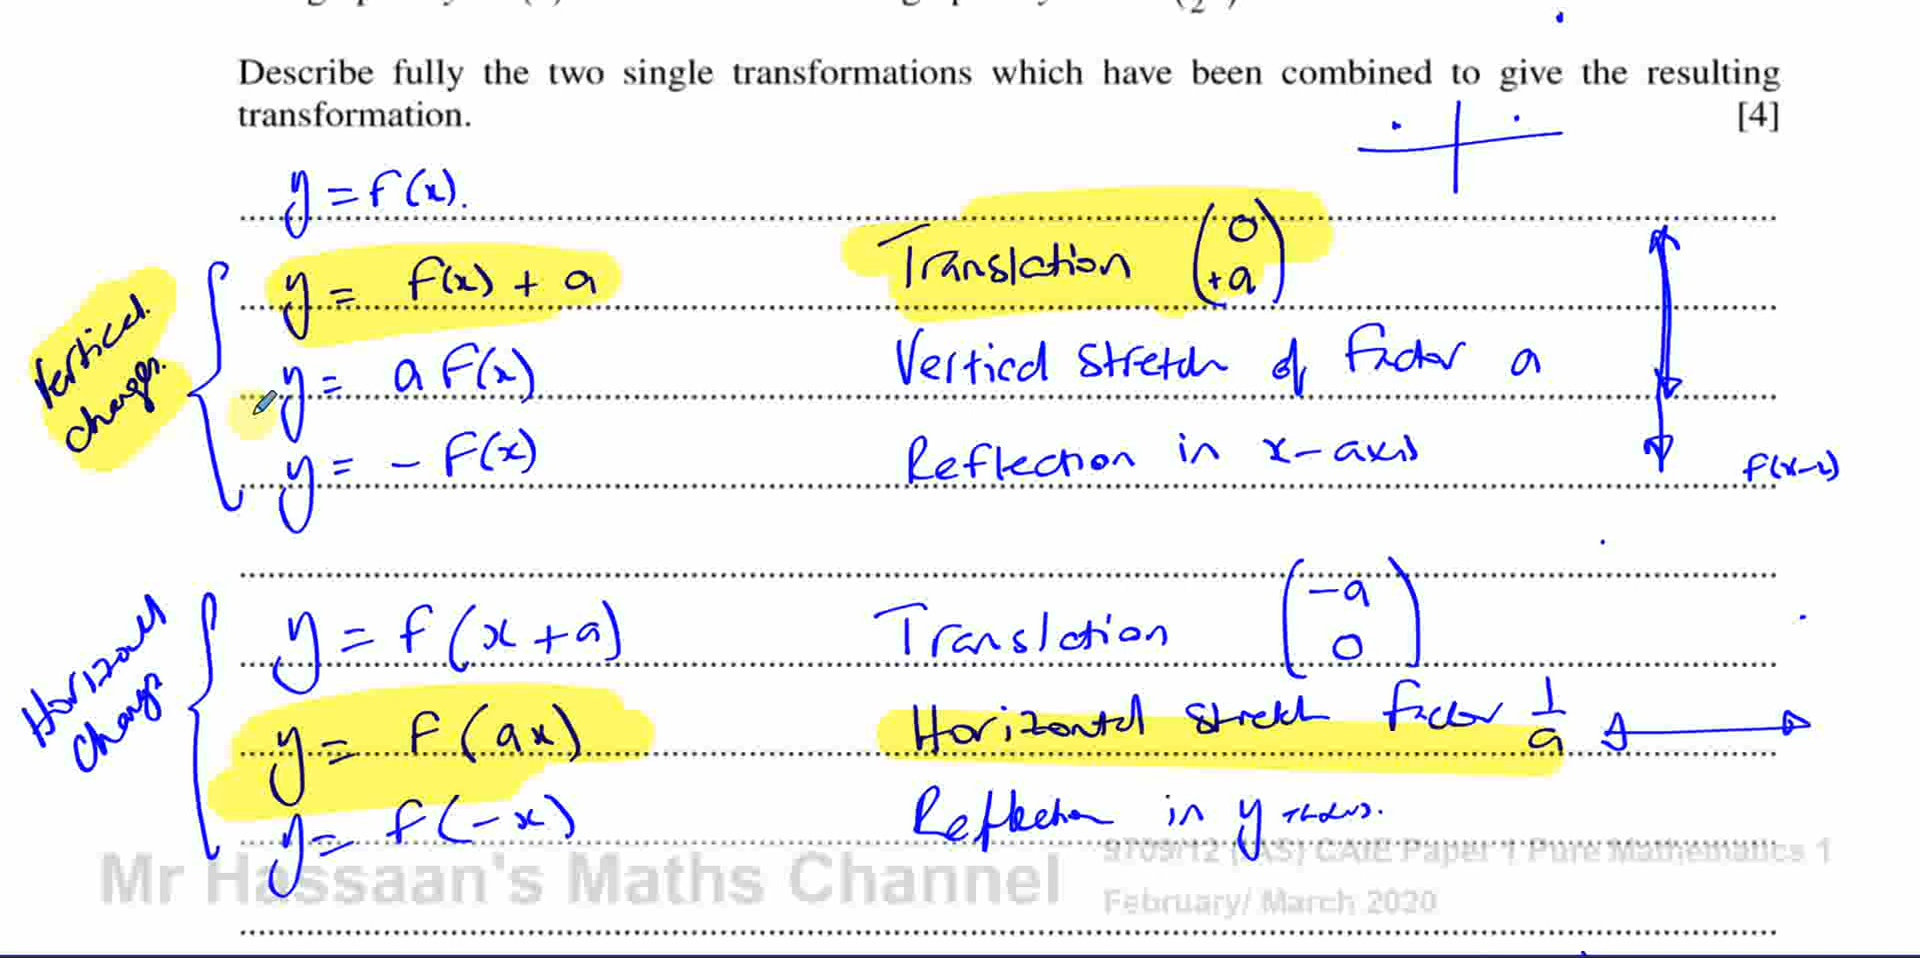 Describe fully the two single transformations which have been combined to give the resulting
transformation. [4]
y = f(x).
y = f(x) + a Translation (0 +a)
Vertical changes.
y = a f(x) Vertical stretch of factor a
y = - f(x) Reflection in x-axis
f(x-2)
y = f(x+a) Translation (-a 0)
Horizontal change
y = f(ax) Horizontal stretch factor 1/a
y = f(-x) Reflection in y
Mr Hassaan's Maths Channel
9709/12 (AS) CAIE Paper 1 Pure Mathematics 1
February/ March 2020